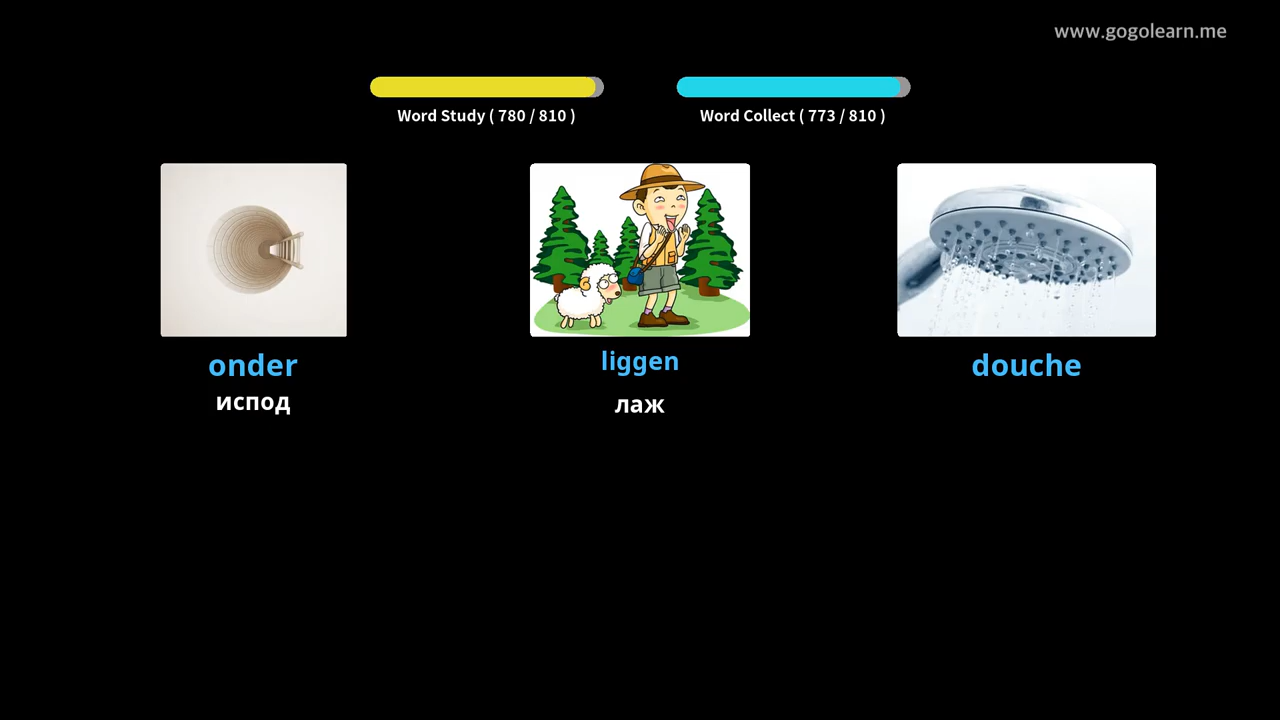 www.gogolearn.me
Word Study ( 780 / 810 )
Word Collect ( 773 / 810 )
onder
испод
liggen
лаж
douche